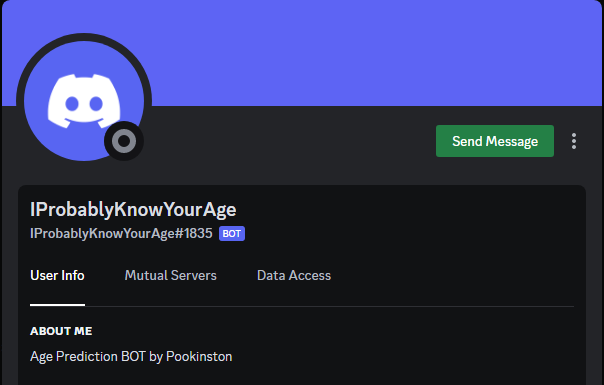 Send Message
IProbablyKnowYourAge
IProbablyKnowYourAge#1835 BOT
User Info Mutual Servers Data Access
ABOUT ME
Age Prediction BOT by Pookinston